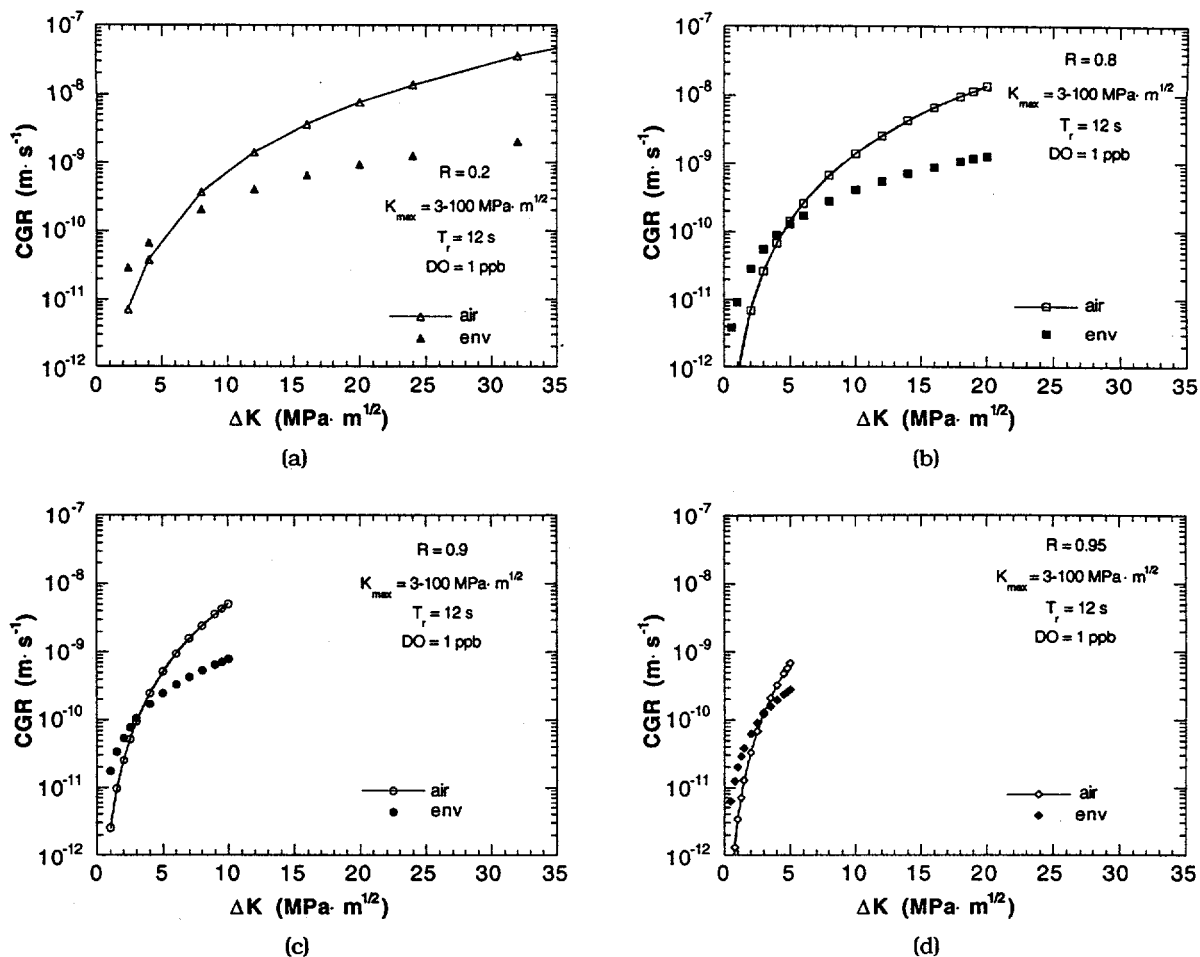 10⁻⁷
10⁻⁸
10⁻⁹
10⁻¹⁰
10⁻¹¹
10⁻¹²
CGR (m· s⁻¹)
R = 0.2
K_max = 3-100 MPa· m^1/2
T_r = 12 s
DO = 1 ppb
air
env
0 5 10 15 20 25 30 35
ΔK (MPa· m^1/2)
(a)
10⁻⁷
10⁻⁸
10⁻⁹
10⁻¹⁰
10⁻¹¹
10⁻¹²
CGR (m· s⁻¹)
R = 0.8
K_max = 3-100 MPa· m^1/2
T_r = 12 s
DO = 1 ppb
air
env
0 5 10 15 20 25 30 35
ΔK (MPa· m^1/2)
(b)
10⁻⁷
10⁻⁸
10⁻⁹
10⁻¹⁰
10⁻¹¹
10⁻¹²
CGR (m· s⁻¹)
R = 0.9
K_max = 3-100 MPa· m^1/2
T_r = 12 s
DO = 1 ppb
air
env
0 5 10 15 20 25 30 35
ΔK (MPa· m^1/2)
(c)
10⁻⁷
10⁻⁸
10⁻⁹
10⁻¹⁰
10⁻¹¹
10⁻¹²
CGR (m· s⁻¹)
R = 0.95
K_max = 3-100 MPa· m^1/2
T_r = 12 s
DO = 1 ppb
air
env
0 5 10 15 20 25 30 35
ΔK (MPa· m^1/2)
(d)